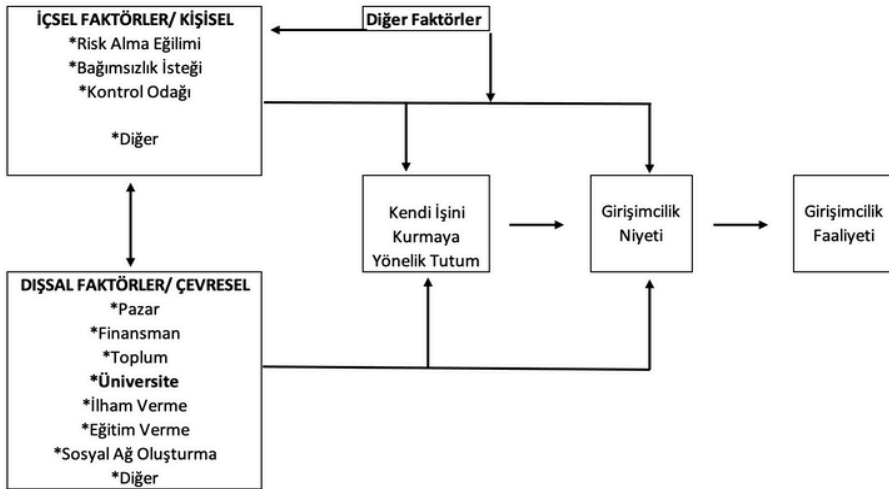 İÇSEL FAKTÖRLER/ KİŞİSEL
*Risk Alma Eğilimi
*Bağımsızlık İsteği
*Kontrol Odağı
*Diğer
Diğer Faktörler
Kendi İşini
Kurmaya
Yönelik Tutum
Girişimcilik
Niyeti
Girişimcilik
Faaliyeti
DIŞSAL FAKTÖRLER/ ÇEVRESEL
*Pazar
*Finansman
*Toplum
*Üniversite
*İlham Verme
*Eğitim Verme
*Sosyal Ağ Oluşturma
*Diğer